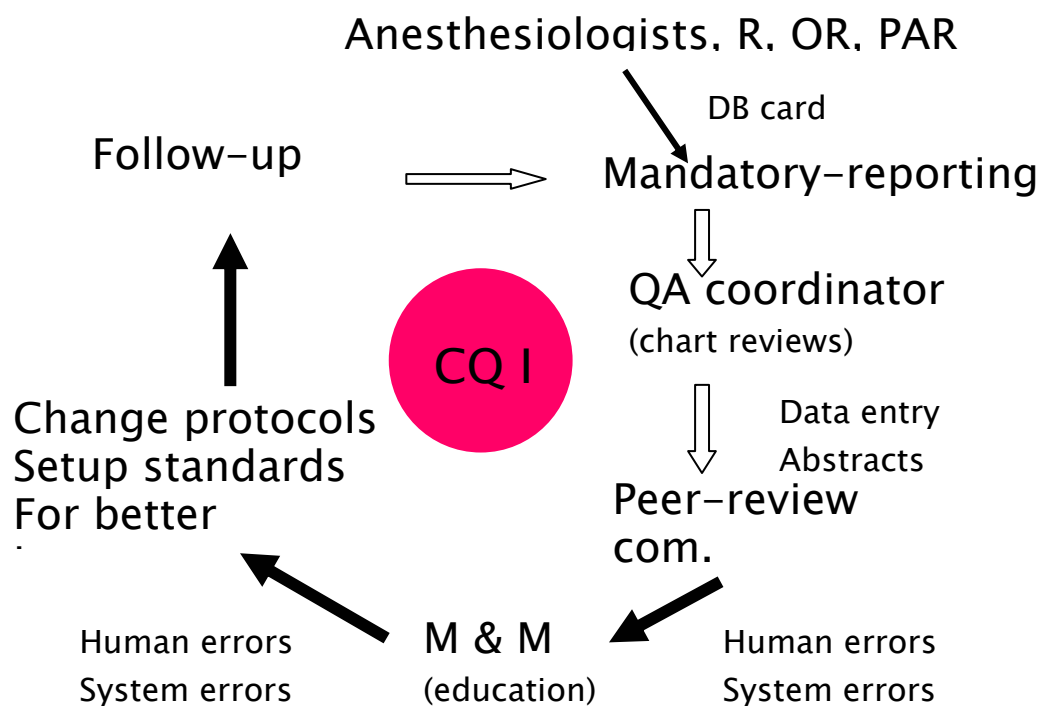 Anesthesiologists, R, OR, PAR
DB card
Follow-up
Mandatory-reporting
QA coordinator
(chart reviews)
CQ I
Data entry
Abstracts
Change protocols
Setup standards
For better
Peer-review
com.
M & M
(education)
Human errors
System errors
Human errors
System errors